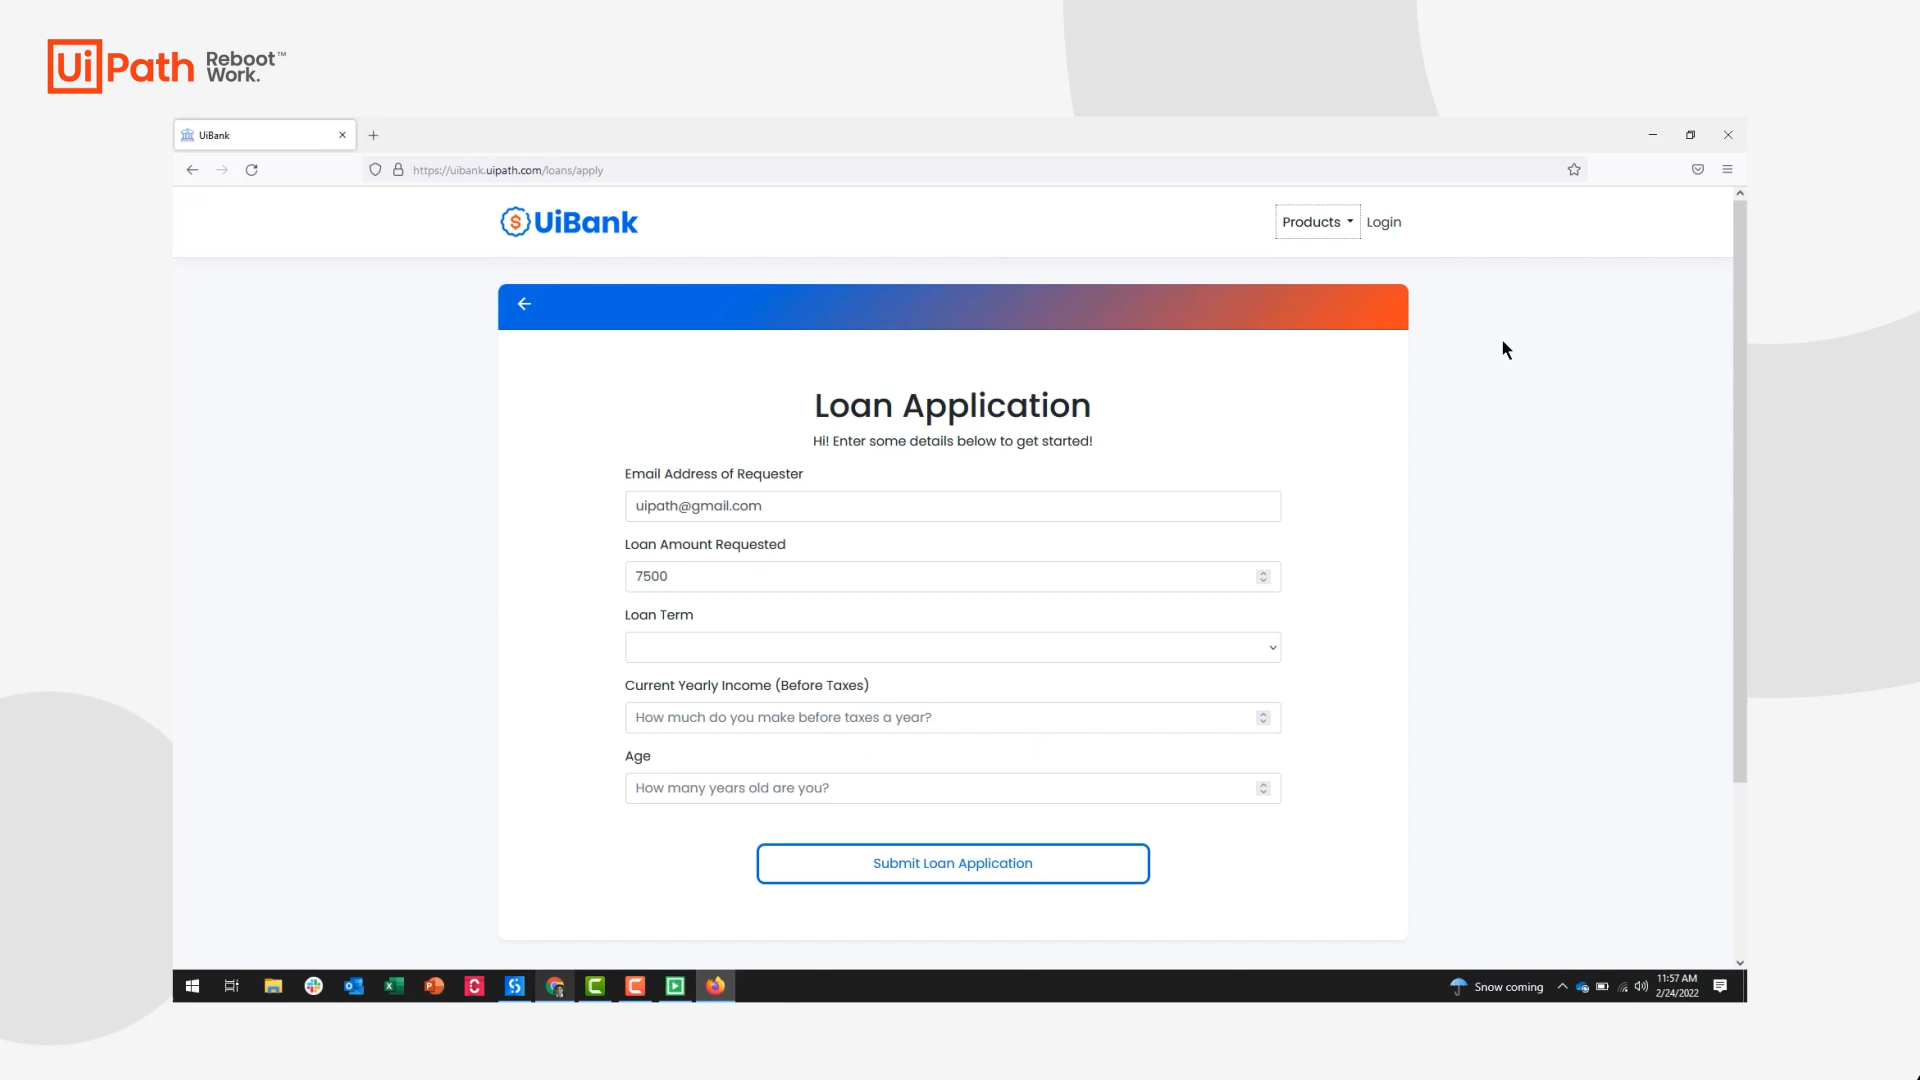 UiPath Reboot Work.™
UiBank
https://uibank.uipath.com/loans/apply
UiBank
Products
Login
Loan Application
Hi! Enter some details below to get started!
Email Address of Requester
uipath@gmail.com
Loan Amount Requested
7500
Loan Term
Current Yearly Income (Before Taxes)
How much do you make before taxes a year?
Age
How many years old are you?
Submit Loan Application
Snow coming
11:57 AM
2/24/2022